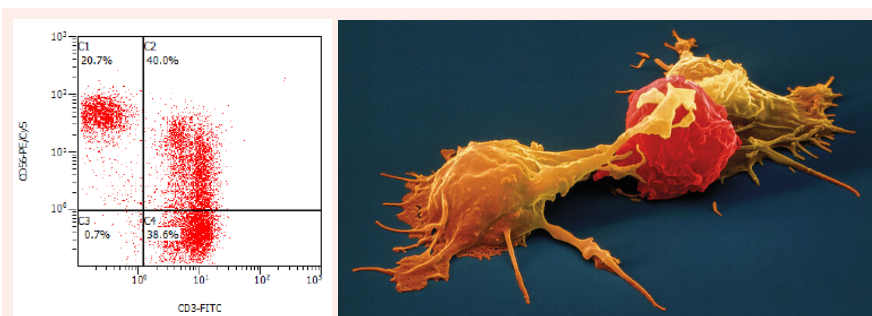 10³
C1 C2
20.7% 40.0%
10²
CD56-PE/Cy5
10¹
10⁰
C3 C4
0.7% 38.6%
10⁰ 10¹ 10² 10³
CD3-FITC